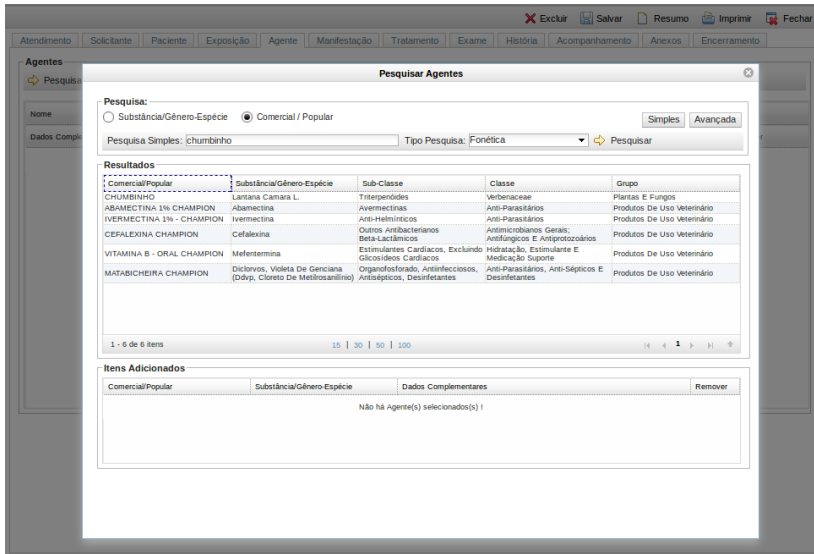 Excluir Salvar Resumo Imprimir Fechar
Atendimento Solicitante Paciente Exposição Agente Manifestação Tratamento Exame História Acompanhamento Anexos Encerramento
Agentes
Pesquisa
Nome
Dados Comple
Pesquisar Agentes
Pesquisa:
Substância/Gênero-Espécie Comercial / Popular
Simples Avançada
Pesquisa Simples: chumbinho Tipo Pesquisa: Fonética Pesquisar
Resultados
Comercial/Popular Substância/Gênero-Espécie Sub-Classe Classe Grupo
CHUMBINHO Lantana Camara L. Triterpenóides Verbenaceae Plantas E Fungos
ABAMECTINA 1% CHAMPION Abamectina Avermectinas Anti-Parasitários Produtos De Uso Veterinário
IVERMECTINA 1% - CHAMPION Ivermectina Anti-Helmínticos Anti-Parasitários Produtos De Uso Veterinário
CEFALEXINA CHAMPION Cefalexina Outros Antibacterianos Beta-Lactâmicos Antimicrobianos Gerais; Antifúngicos E Antiprotozoários Produtos De Uso Veterinário
VITAMINA B - ORAL CHAMPION Mefentermina Estimulantes Cardíacos, Excluindo Glicosídeos Cardíacos Hidratação, Estimulante E Medicação Suporte Produtos De Uso Veterinário
MATABICHEIRA CHAMPION Diclorvos, Violeta De Genciana (Ddvp, Cloreto De Metilrosanilínio) Organofosforado, Antiinfecciosos, Antisépticos, Desinfetantes Anti-Parasitários, Anti-Sépticos E Desinfetantes Produtos De Uso Veterinário
1 - 6 de 6 itens 15 | 30 | 50 | 100 1
Itens Adicionados
Comercial/Popular Substância/Gênero-Espécie Dados Complementares Remover
Não há Agente(s) selecionados(s) !